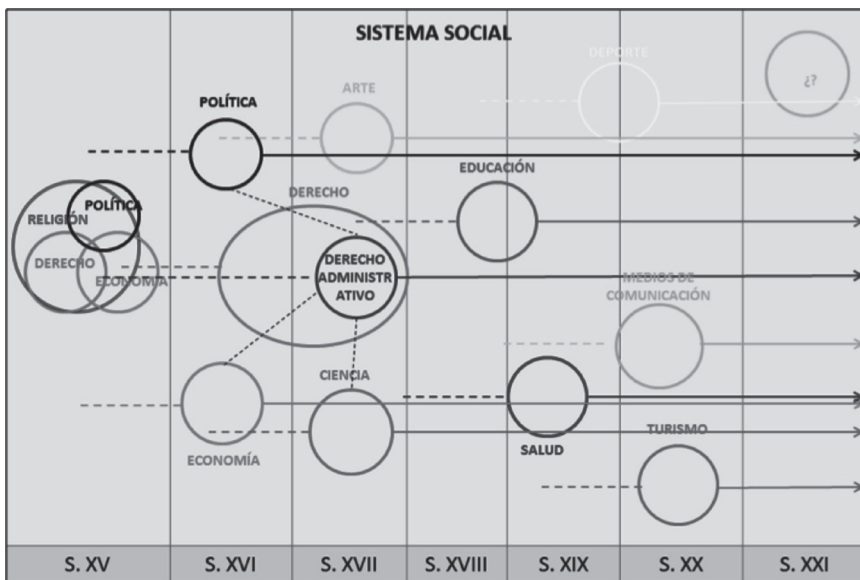 SISTEMA SOCIAL
DEPORTE
¿?
ARTE
POLÍTICA
EDUCACIÓN
DERECHO
POLÍTICA
RELIGIÓN
DERECHO
ECONOMÍA
DERECHO
ADMINISTR
ATIVO
MEDIOS DE
COMUNICACIÓN
CIENCIA
ECONOMÍA
SALUD
TURISMO
S. XV
S. XVI
S. XVII
S. XVIII
S. XIX
S. XX
S. XXI